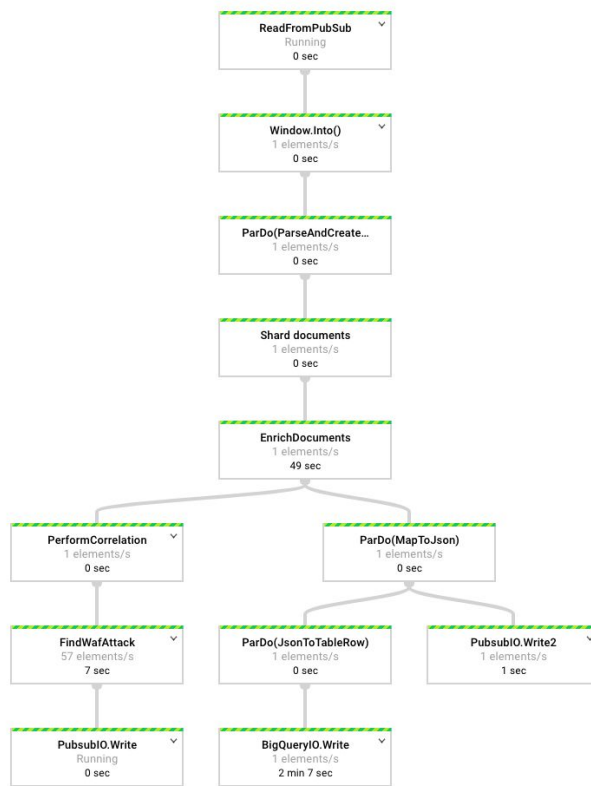 ReadFromPubSub
Running
0 sec
Window.Into()
1 elements/s
0 sec
ParDo(ParseAndCreate...
1 elements/s
0 sec
Shard documents
1 elements/s
0 sec
EnrichDocuments
1 elements/s
49 sec
PerformCorrelation
1 elements/s
0 sec
ParDo(MapToJson)
1 elements/s
0 sec
FindWafAttack
57 elements/s
7 sec
ParDo(JsonToTableRow)
1 elements/s
0 sec
PubsubIO.Write2
1 elements/s
1 sec
PubsubIO.Write
Running
0 sec
BigQueryIO.Write
1 elements/s
2 min 7 sec